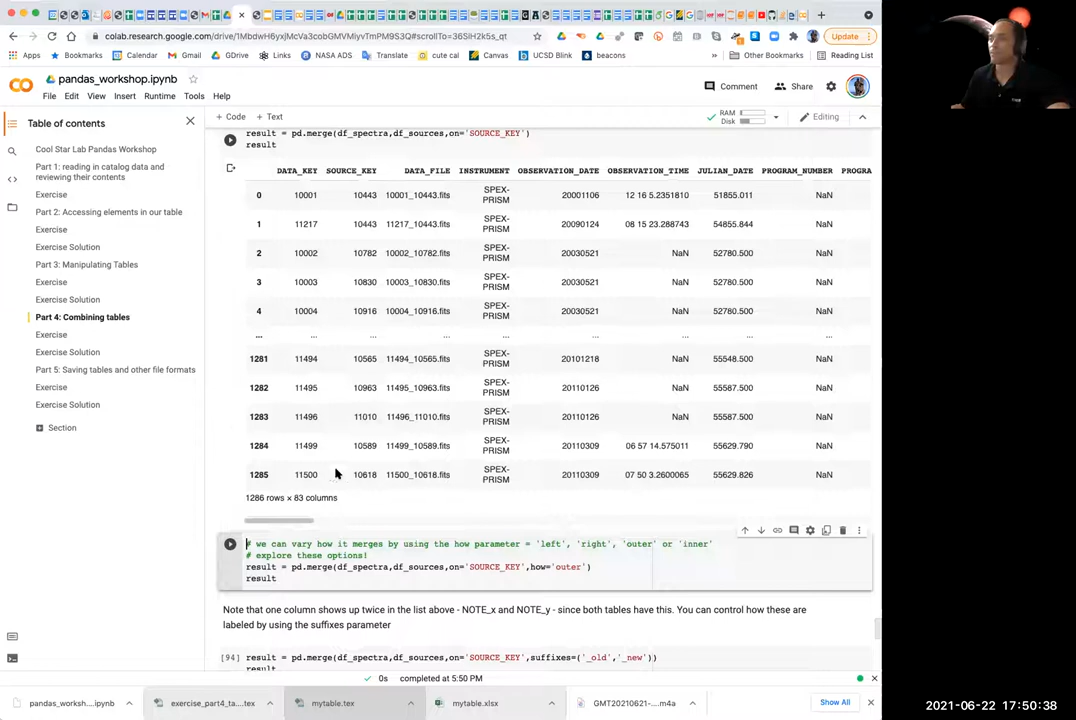 colab.research.google.com/drive/1MbdwH6yxjMcVa3cobGMVMiyvTmPM9S3Q#scrollTo=36SiH2k5s_qt
Update
Apps Bookmarks Calendar Gmail GDrive Links NASA ADS Translate cute cal Canvas UCSD Blink beacons » Other Bookmarks Reading List
pandas_workshop.ipynb
Comment Share
File Edit View Insert Runtime Tools Help
Table of contents
+ Code + Text
RAM
Disk
Editing
Cool Star Lab Pandas Workshop
Part 1: reading in catalog data and
reviewing their contents
Exercise
Part 2: Accessing elements in our table
Exercise
Exercise Solution
Part 3: Manipulating Tables
Exercise
Exercise Solution
Part 4: Combining tables
Exercise
Exercise Solution
Part 5: Saving tables and other file formats
Exercise
Exercise Solution
Section
result = pd.merge(df_spectra,df_sources,on='SOURCE_KEY')
result
DATA_KEY SOURCE_KEY DATA_FILE INSTRUMENT OBSERVATION_DATE OBSERVATION_TIME JULIAN_DATE PROGRAM_NUMBER PROGRA
0 10001 10443 10001_10443.fits SPEX-PRISM 20001106 12 16 5.2351810 51855.011 NaN
1 11217 10443 11217_10443.fits SPEX-PRISM 20090124 08 15 23.288743 54855.844 NaN
2 10002 10782 10002_10782.fits SPEX-PRISM 20030521 NaN 52780.500 NaN
3 10003 10830 10003_10830.fits SPEX-PRISM 20030521 NaN 52780.500 NaN
4 10004 10916 10004_10916.fits SPEX-PRISM 20030521 NaN 52780.500 NaN
... ... ... ... ... ... ... ... ...
1281 11494 10565 11494_10565.fits SPEX-PRISM 20101218 NaN 55548.500 NaN
1282 11495 10963 11495_10963.fits SPEX-PRISM 20110126 NaN 55587.500 NaN
1283 11496 11010 11496_11010.fits SPEX-PRISM 20110126 NaN 55587.500 NaN
1284 11499 10589 11499_10589.fits SPEX-PRISM 20110309 06 57 14.575011 55629.790 NaN
1285 11500 10618 11500_10618.fits SPEX-PRISM 20110309 07 50 3.2600065 55629.826 NaN
1286 rows × 83 columns
# we can vary how it merges by using the how parameter = 'left', 'right', 'outer' or 'inner'
# explore these options!
result = pd.merge(df_spectra,df_sources,on='SOURCE_KEY',how='outer')
result
Note that one column shows up twice in the list above - NOTE_x and NOTE_y - since both tables have this. You can control how these are
labeled by using the suffixes parameter
[94] result = pd.merge(df_spectra,df_sources,on='SOURCE_KEY',suffixes=('_old','_new'))
result
0s completed at 5:50 PM
pandas_worksh....ipynb exercise_part4_ta....tex mytable.tex mytable.xlsx GMT20210621-....m4a Show All
2021-06-22 17:50:38